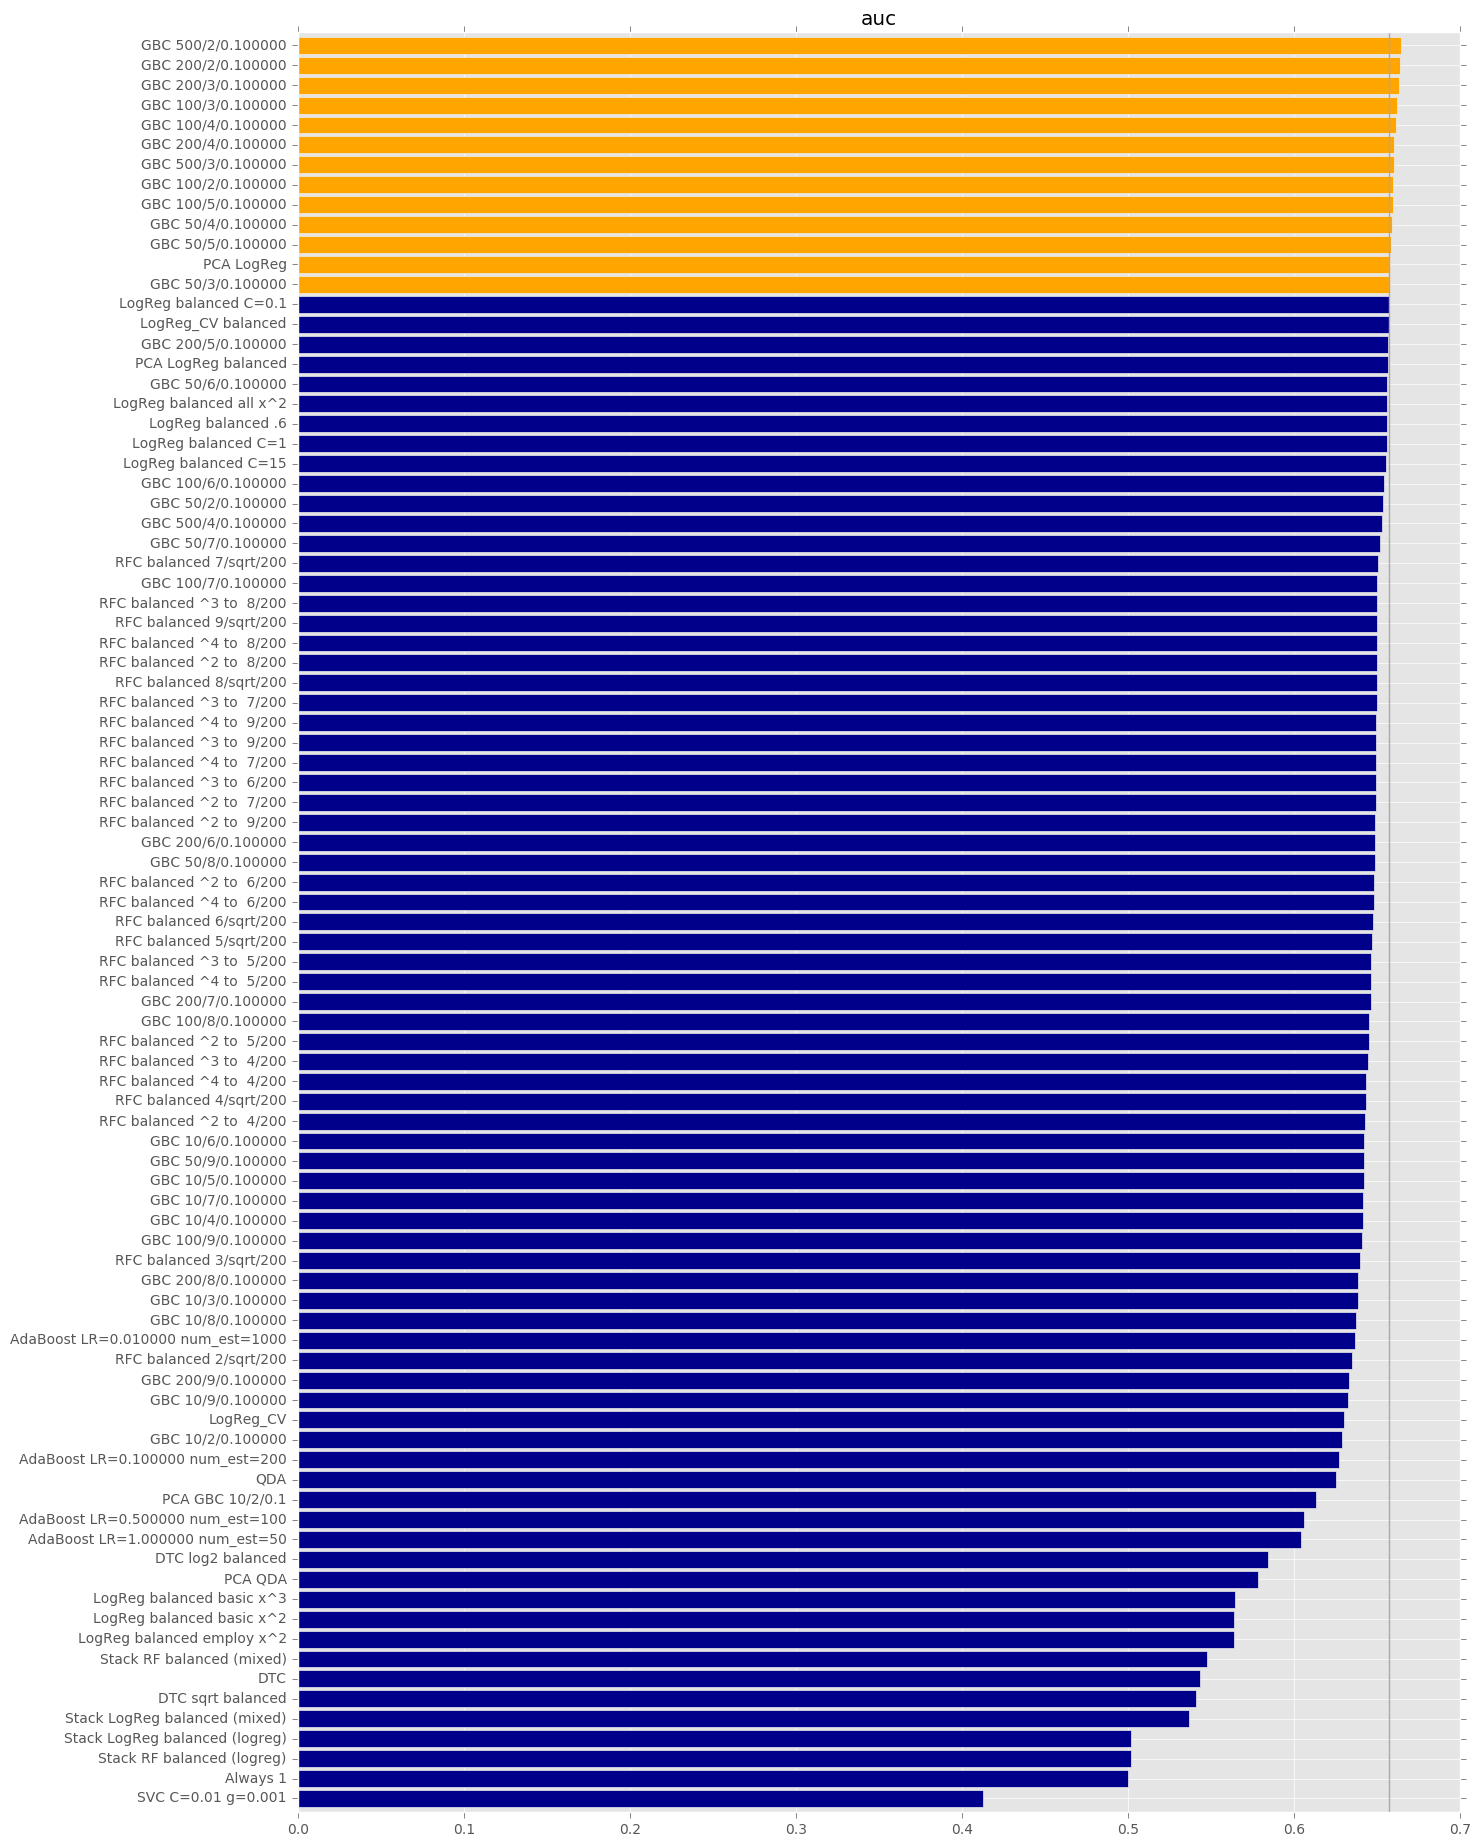 auc
GBC 500/2/0.100000
GBC 200/2/0.100000
GBC 200/3/0.100000
GBC 100/3/0.100000
GBC 100/4/0.100000
GBC 200/4/0.100000
GBC 500/3/0.100000
GBC 100/2/0.100000
GBC 100/5/0.100000
GBC 50/4/0.100000
GBC 50/5/0.100000
PCA LogReg
GBC 50/3/0.100000
LogReg balanced C=0.1
LogReg_CV balanced
GBC 200/5/0.100000
PCA LogReg balanced
GBC 50/6/0.100000
LogReg balanced all x^2
LogReg balanced .6
LogReg balanced C=1
LogReg balanced C=15
GBC 100/6/0.100000
GBC 50/2/0.100000
GBC 500/4/0.100000
GBC 50/7/0.100000
RFC balanced 7/sqrt/200
GBC 100/7/0.100000
RFC balanced ^3 to  8/200
RFC balanced 9/sqrt/200
RFC balanced ^4 to  8/200
RFC balanced ^2 to  8/200
RFC balanced 8/sqrt/200
RFC balanced ^3 to  7/200
RFC balanced ^4 to  9/200
RFC balanced ^3 to  9/200
RFC balanced ^4 to  7/200
RFC balanced ^3 to  6/200
RFC balanced ^2 to  7/200
RFC balanced ^2 to  9/200
GBC 200/6/0.100000
GBC 50/8/0.100000
RFC balanced ^2 to  6/200
RFC balanced ^4 to  6/200
RFC balanced 6/sqrt/200
RFC balanced 5/sqrt/200
RFC balanced ^3 to  5/200
RFC balanced ^4 to  5/200
GBC 200/7/0.100000
GBC 100/8/0.100000
RFC balanced ^2 to  5/200
RFC balanced ^3 to  4/200
RFC balanced ^4 to  4/200
RFC balanced 4/sqrt/200
RFC balanced ^2 to  4/200
GBC 10/6/0.100000
GBC 50/9/0.100000
GBC 10/5/0.100000
GBC 10/7/0.100000
GBC 10/4/0.100000
GBC 100/9/0.100000
RFC balanced 3/sqrt/200
GBC 200/8/0.100000
GBC 10/3/0.100000
GBC 10/8/0.100000
AdaBoost LR=0.010000 num_est=1000
RFC balanced 2/sqrt/200
GBC 200/9/0.100000
GBC 10/9/0.100000
LogReg_CV
GBC 10/2/0.100000
AdaBoost LR=0.100000 num_est=200
QDA
PCA GBC 10/2/0.1
AdaBoost LR=0.500000 num_est=100
AdaBoost LR=1.000000 num_est=50
DTC log2 balanced
PCA QDA
LogReg balanced basic x^3
LogReg balanced basic x^2
LogReg balanced employ x^2
Stack RF balanced (mixed)
DTC
DTC sqrt balanced
Stack LogReg balanced (mixed)
Stack LogReg balanced (logreg)
Stack RF balanced (logreg)
Always 1
SVC C=0.01 g=0.001
0.0 0.1 0.2 0.3 0.4 0.5 0.6 0.7